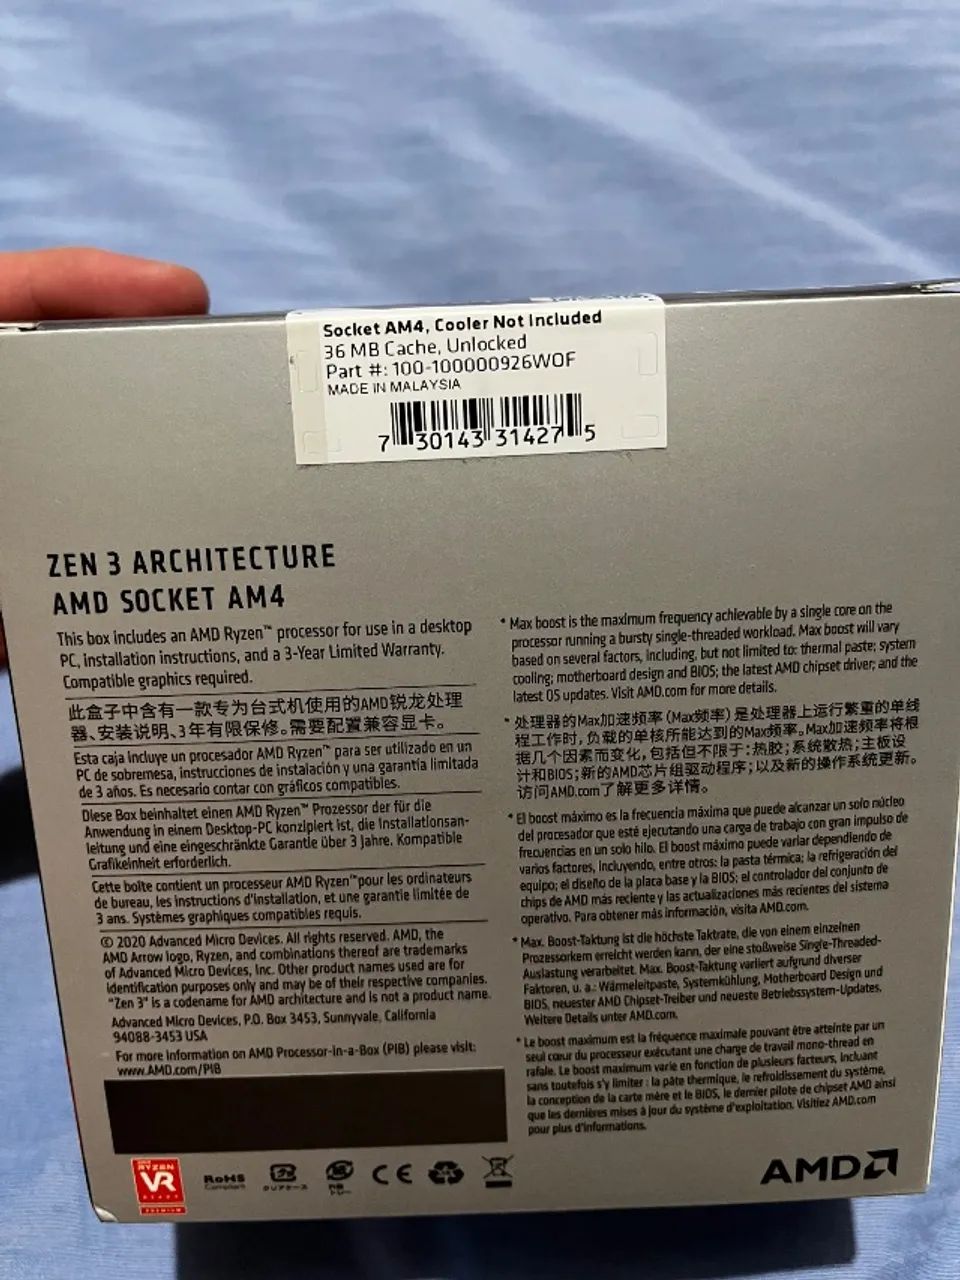 Socket AM4, Cooler Not Included
36 MB Cache, Unlocked
Part #: 100-100000926WOF
MADE IN MALAYSIA
7 30143 31427 5
ZEN 3 ARCHITECTURE
AMD SOCKET AM4
This box includes an AMD Ryzen™ processor for use in a desktop
PC, installation instructions, and a 3-Year Limited Warranty.
Compatible graphics required.
此盒子中含有一款专为台式机使用的AMD锐龙处理
器、安装说明、3年有限保修。需要配置兼容显卡。
Esta caja incluye un procesador AMD Ryzen™ para ser utilizado en un
PC de sobremesa, instrucciones de instalación y una garantía limitada
de 3 años. Es necesario contar con gráficos compatibles.
Diese Box beinhaltet einen AMD Ryzen™ Prozessor der für die
Anwendung in einem Desktop-PC konzipiert ist, die Installationsan-
leitung und eine eingeschränkte Garantie über 3 Jahre. Kompatible
Grafikeinheit erforderlich.
Cette boîte contient un processeur AMD Ryzen™pour les ordinateurs
de bureau, les instructions d'installation, et une garantie limitée de
3 ans. Systèmes graphiques compatibles requis.
© 2020 Advanced Micro Devices. All rights reserved. AMD, the
AMD Arrow logo, Ryzen, and combinations thereof are trademarks
of Advanced Micro Devices, Inc. Other product names used are for
identification purposes only and may be of their respective companies.
"Zen 3" is a codename for AMD architecture and is not a product name.
Advanced Micro Devices, P.O. Box 3453, Sunnyvale, California
94088-3453 USA
For more information on AMD Processor-in-a-Box (PIB) please visit:
www.AMD.com/PIB
* Max boost is the maximum frequency achievable by a single core on the
processor running a bursty single-threaded workload. Max boost will vary
based on several factors, including, but not limited to: thermal paste; system
cooling; motherboard design and BIOS; the latest AMD chipset driver; and the
latest OS updates. Visit AMD.com for more details.
* 处理器的Max加速频率（Max频率）是处理器上运行繁重的单线
程工作时，负载的单核所能达到的Max频率。Max加速频率将根
据几个因素而变化，包括但不限于：热胶；系统散热；主板设
计和BIOS；新的AMD芯片组驱动程序；以及新的操作系统更新。
访问AMD.com了解更多详情。
* El boost máximo es la frecuencia máxima que puede alcanzar un solo núcleo
del procesador que esté ejecutando una carga de trabajo con gran impulso de
frecuencias en un solo hilo. El boost máximo puede variar dependiendo de
varios factores, incluyendo, entre otros: la pasta térmica; la refrigeración del
equipo; el diseño de la placa base y la BIOS; el controlador del conjunto de
chips de AMD más reciente y las actualizaciones más recientes del sistema
operativo. Para obtener más información, visita AMD.com.
* Max. Boost-Taktung ist die höchste Taktrate, die von einem einzelnen
Prozessorkern erreicht werden kann, der eine stoßweise Single-Threaded-
Auslastung verarbeitet. Max. Boost-Taktung variiert aufgrund diverser
Faktoren, u. a.: Wärmeleitpaste, Systemkühlung, Motherboard Design und
BIOS, neuester AMD Chipset-Treiber und neueste Betriebssystem-Updates.
Weitere Details unter AMD.com.
* Le boost maximum est la fréquence maximale pouvant être atteinte par un
seul cœur du processeur exécutant une charge de travail mono-thread en
rafale. Le boost maximum varie en fonction de plusieurs facteurs, incluant
sans toutefois s'y limiter : la pâte thermique, le refroidissement du système,
la conception de la carte mère et le BIOS, le dernier pilote de chipset AMD ainsi
que les dernières mises à jour du système d'exploitation. Visitiez AMD.com
pour plus d'informations.
RYZEN
VR
READY
PREMIUM
RoHS
Compliant
CE
AMD